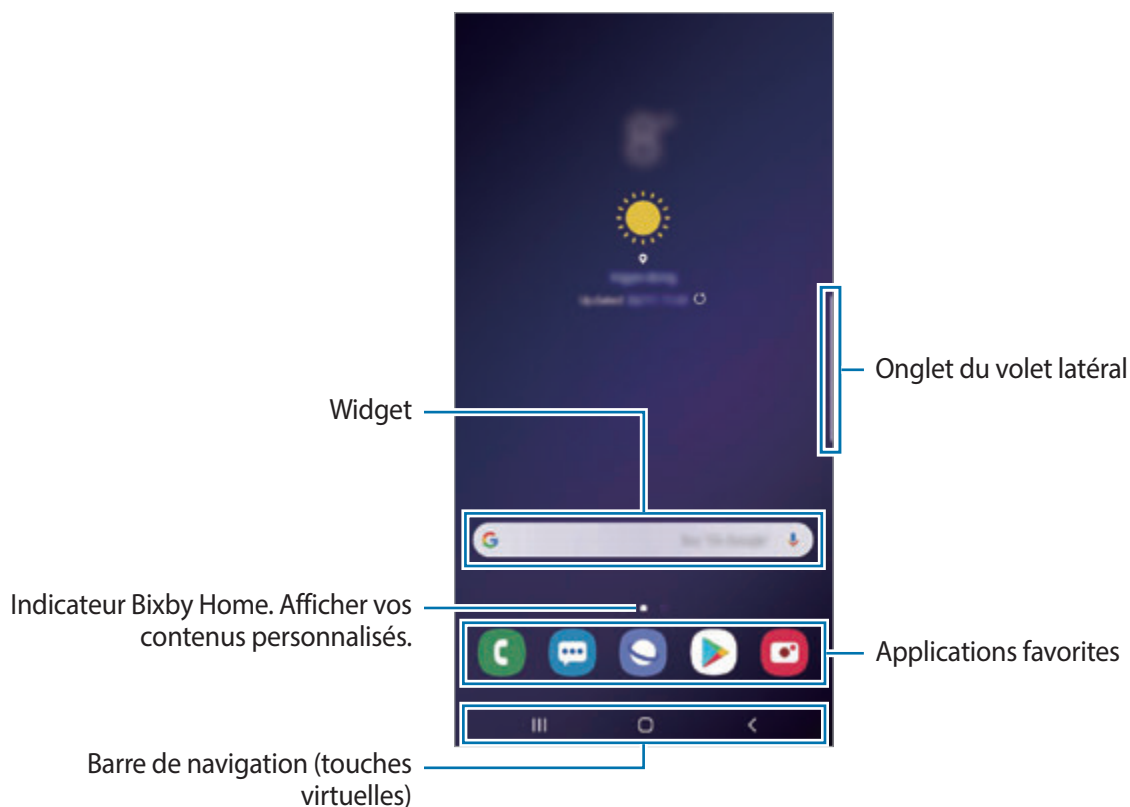 Onglet du volet latéral
Widget
Indicateur Bixby Home. Afficher vos
contenus personnalisés.
Applications favorites
Barre de navigation (touches
virtuelles)